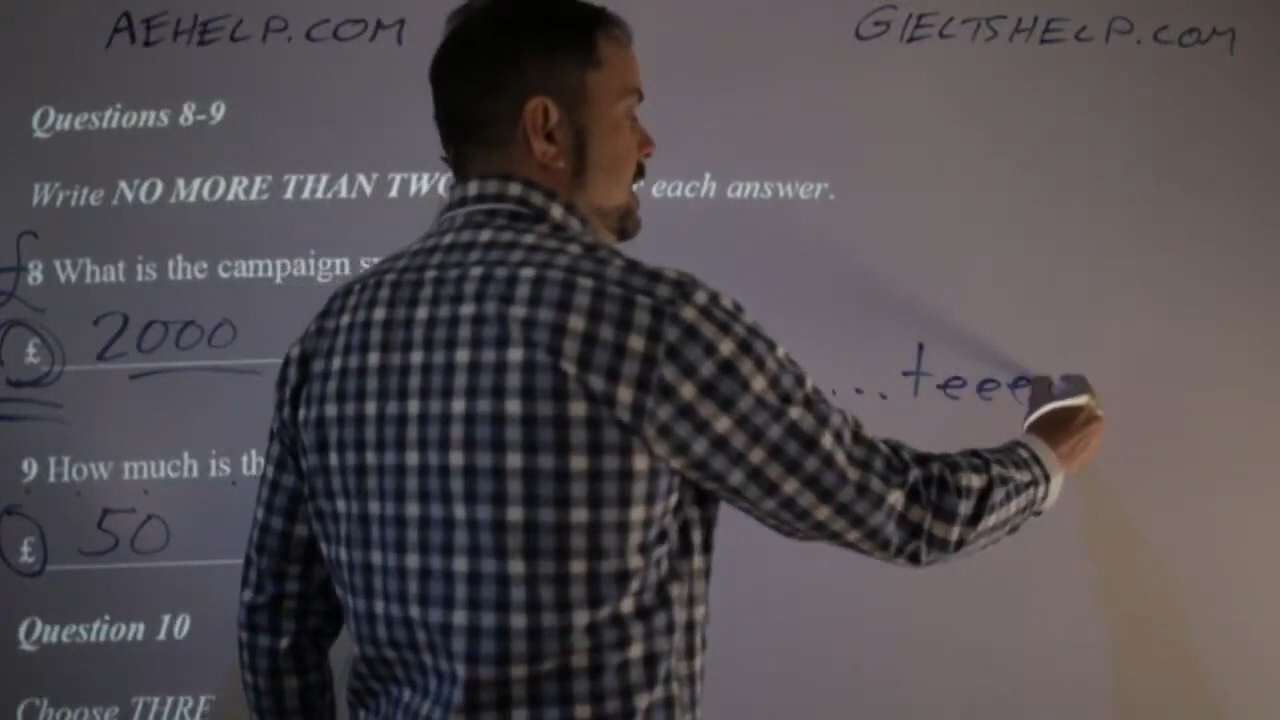 AEHELP.COM
GIELTSHELP.COM
Questions 8-9
Write NO MORE THAN TWO each answer.
£
8 What is the campaign
£ 2000
...teee
9 How much is
£ 50
Question 10
Choose